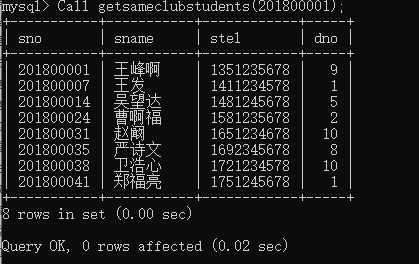 mysql> Call getsameclubstudents(201800001);
| sno | sname | stel | dno |
| 201800001 | 王峰啊 | 1351235678 | 9 |
| 201800007 | 王发 | 1411234578 | 1 |
| 201800014 | 吴望达 | 1481245678 | 5 |
| 201800024 | 曹啊福 | 1581235678 | 2 |
| 201800031 | 赵阚 | 1651234678 | 10 |
| 201800035 | 严诗文 | 1692345678 | 8 |
| 201800038 | 卫浩心 | 1721234578 | 10 |
| 201800041 | 郑福亮 | 1751245678 | 1 |
8 rows in set (0.00 sec)
Query OK, 0 rows affected (0.02 sec)